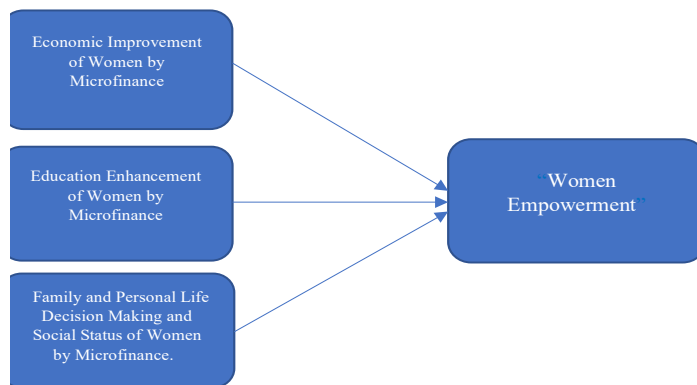 Economic Improvement
of Women by
Microfinance
Education Enhancement
of Women by
Microfinance
Family and Personal Life
Decision Making and
Social Status of Women
by Microfinance.
“Women
Empowerment”